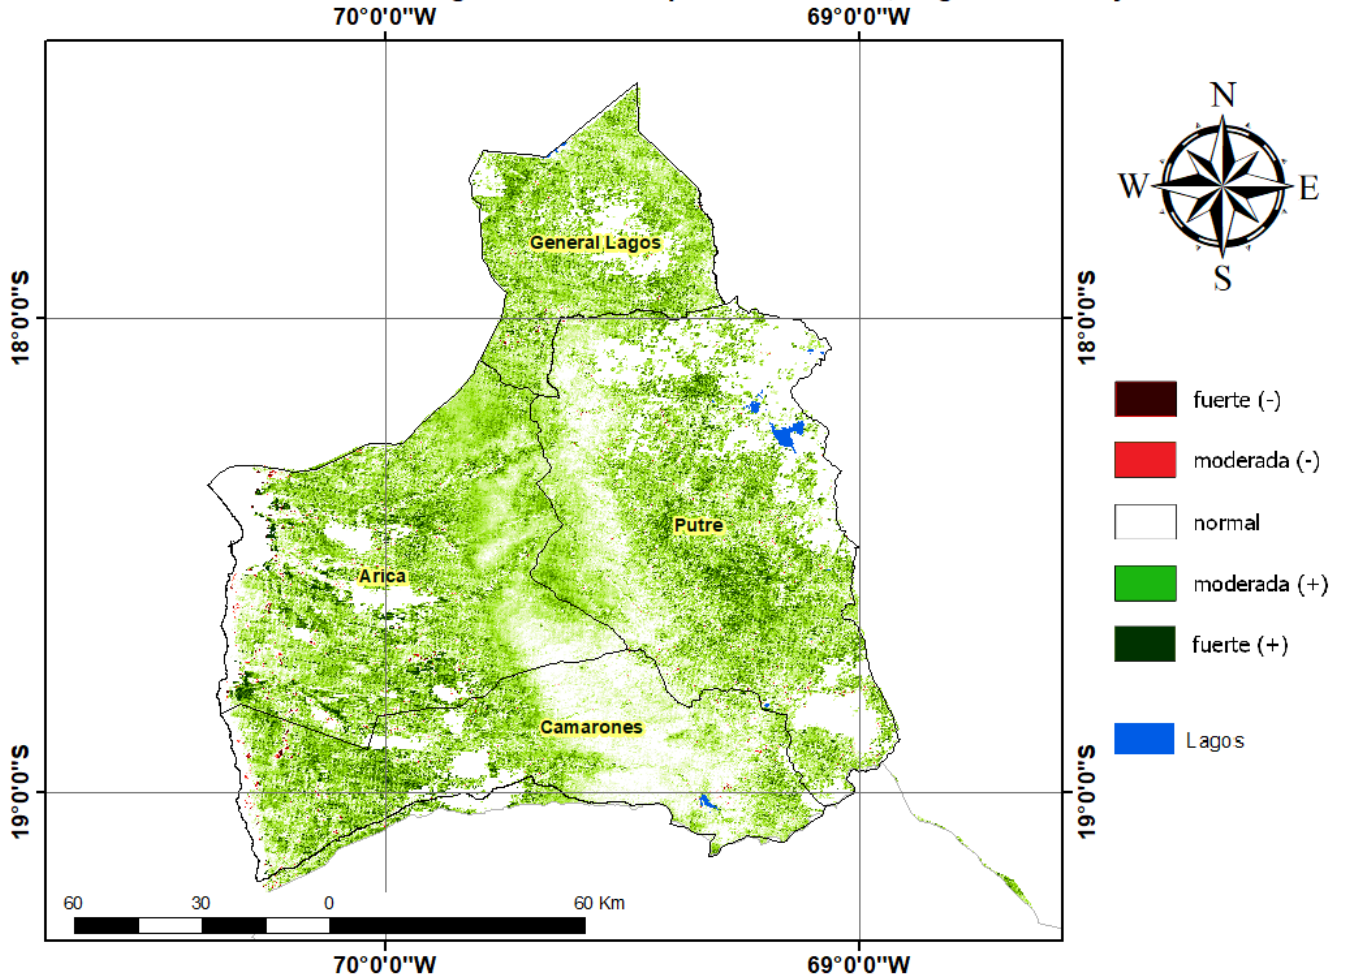 70°0'0"W 69°0'0"W
N
W E
S
General Lagos
18°0'0"S 18°0'0"S
fuerte (-)
moderada (-)
normal
moderada (+)
fuerte (+)
Lagos
Putre
Arica
Camarones
19°0'0"S 19°0'0"S
60 30 0 60 Km
70°0'0"W 69°0'0"W